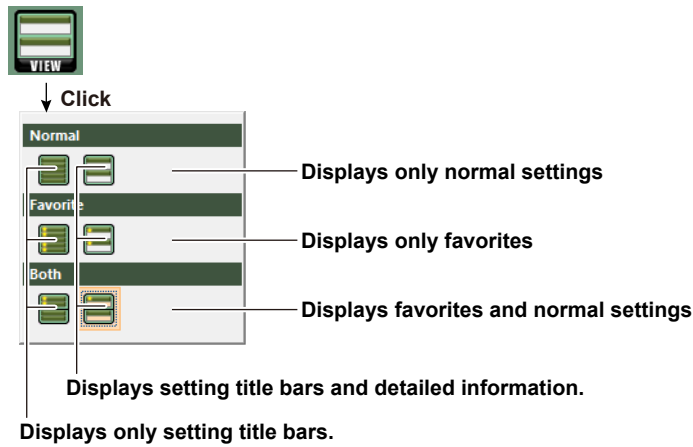 VIEW
Click
Normal
Displays only normal settings
Favorite
Displays only favorites
Both
Displays favorites and normal settings
Displays setting title bars and detailed information.
Displays only setting title bars.